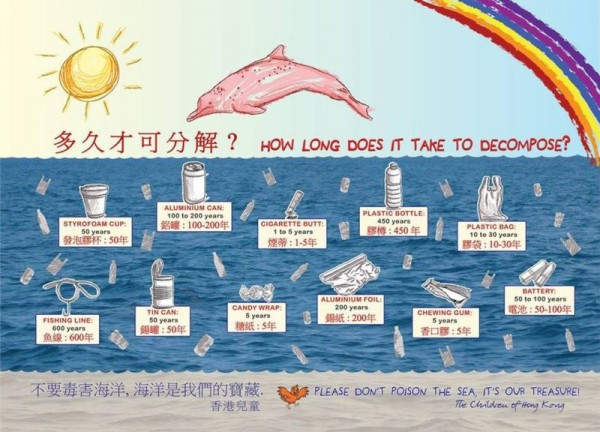 多久才可分解？ HOW LONG DOES IT TAKE TO DECOMPOSE?
STYROFOAM CUP:
50 years
發泡膠杯 : 50年
ALUMINIUM CAN:
100 to 200 years
鋁罐 : 100-200年
CIGARETTE BUTT:
1 to 5 years
煙蒂 : 1-5年
PLASTIC BOTTLE:
450 years
膠樽 : 450 年
PLASTIC BAG:
10 to 30 years
膠袋 : 10-30年
FISHING LINE:
600 years
魚絲 : 600年
TIN CAN:
50 years
錫罐 : 50年
CANDY WRAP:
5 years
糖紙 : 5年
ALUMINIUM FOIL:
200 years
錫紙 : 200年
CHEWING GUM:
5 years
香口膠 : 5年
BATTERY:
50 to 100 years
電池 : 50-100年
不要毒害海洋, 海洋是我們的寶藏.
香港兒童
PLEASE DON'T POISON THE SEA, IT'S OUR TREASURE!
The Children of Hong Kong